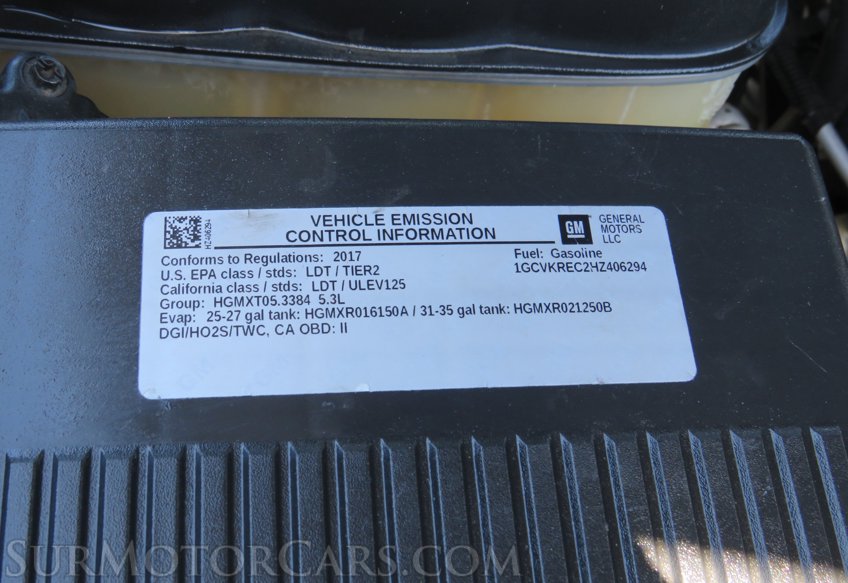 HZ406294
VEHICLE EMISSION
CONTROL INFORMATION
GM
GENERAL
MOTORS
LLC
Conforms to Regulations: 2017
Fuel: Gasoline
U.S. EPA class / stds: LDT / TIER2
1GCVKREC2HZ406294
California class / stds: LDT / ULEV125
Group: HGMXT05.3384 5.3L
Evap: 25-27 gal tank: HGMXR016150A / 31-35 gal tank: HGMXR021250B
DGI/HO2S/TWC, CA OBD: II
SURMOTORCARS.COM